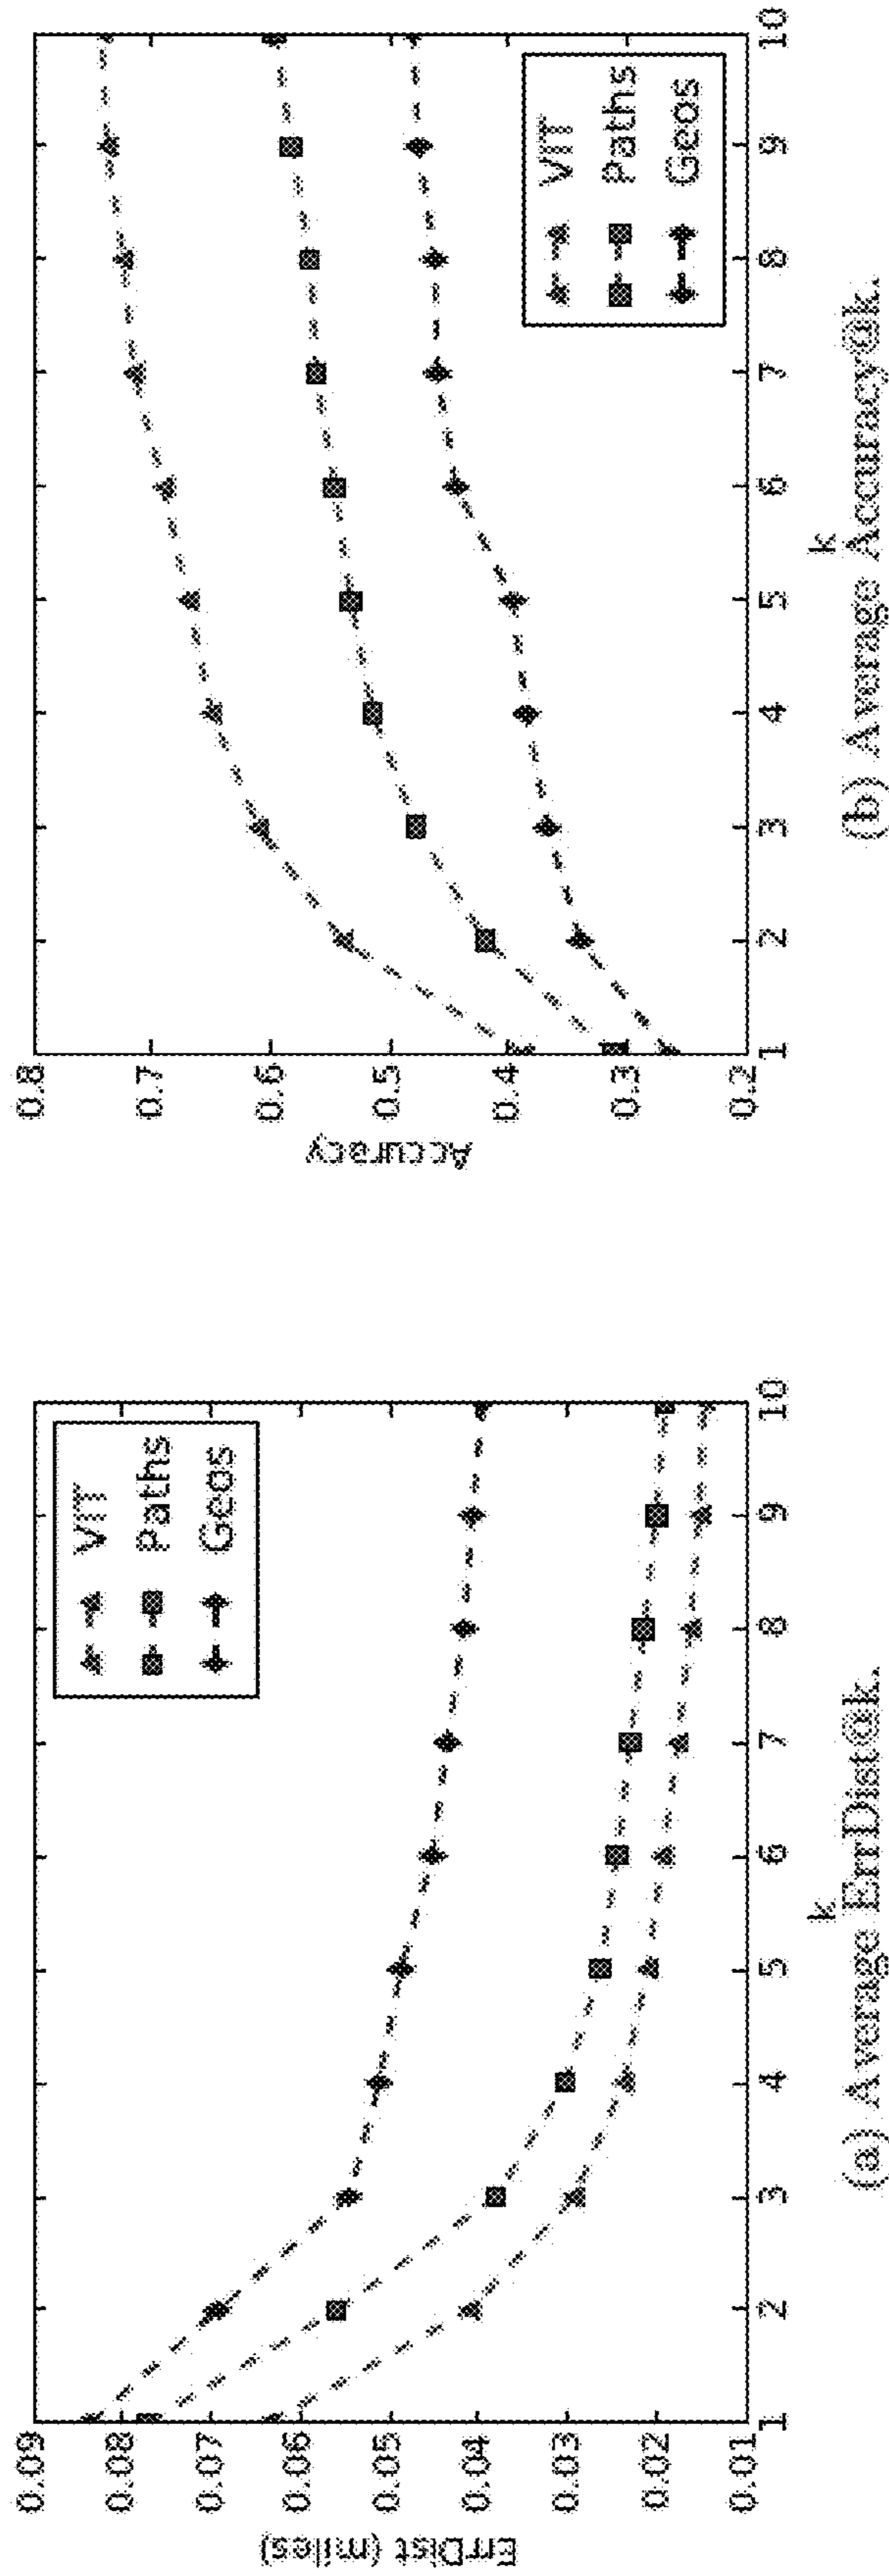 0.09
0.08
0.07
0.06
0.05
0.04
0.03
0.02
0.01
ErrDist (miles)
1 2 3 4 5 6 7 8 9 10
k
VIT
Paths
Geos
(a) Average ErrDist@k.
0.8
0.7
0.6
0.5
0.4
0.3
0.2
Accuracy
1 2 3 4 5 6 7 8 9 10
k
VIT
Paths
Geos
(b) Average Accuracy@k.